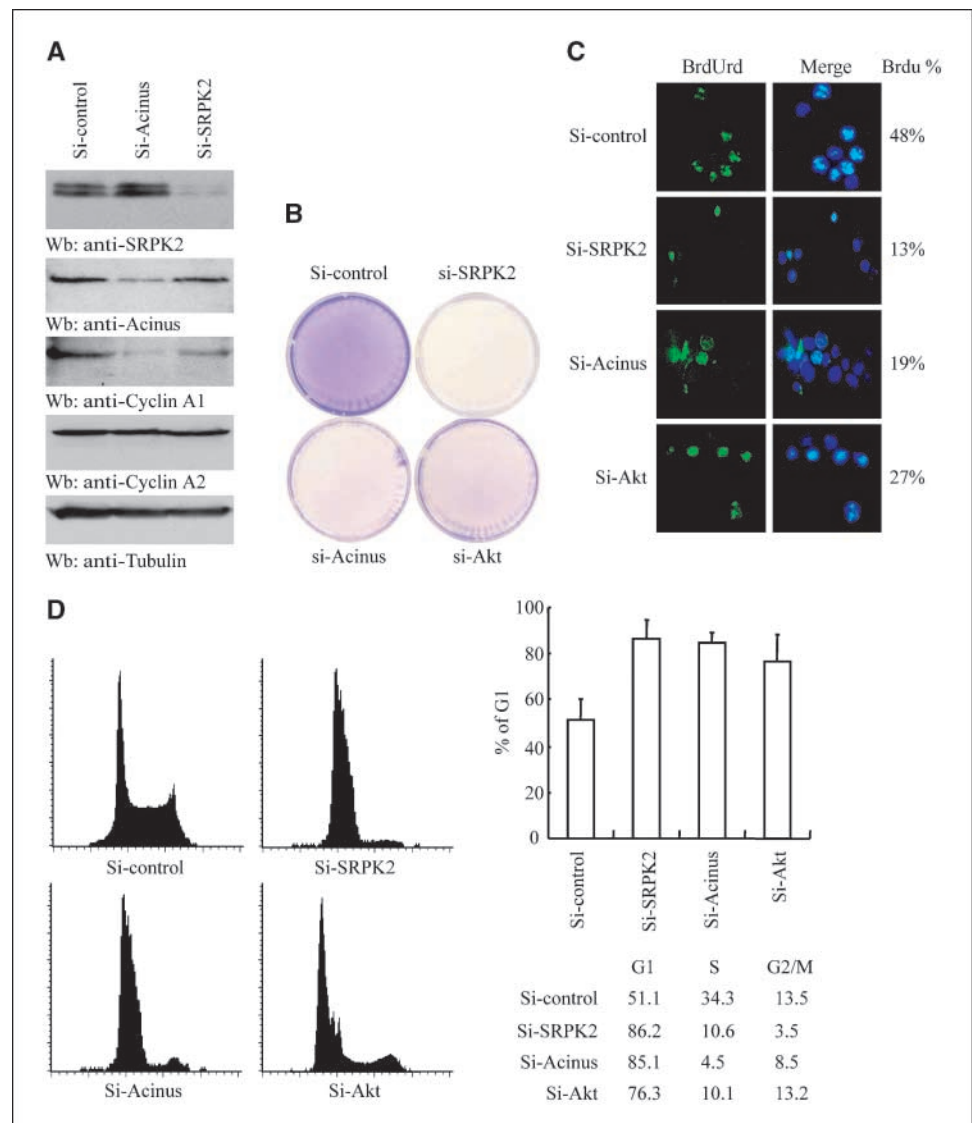 A
Si-control
Si-Acinus
Si-SRPK2
Wb: anti-SRPK2
Wb: anti-Acinus
Wb: anti-Cyclin A1
Wb: anti-Cyclin A2
Wb: anti-Tubulin
B
Si-control
si-SRPK2
si-Acinus
si-Akt
C
BrdUrd
Merge
Brdu %
Si-control
48%
Si-SRPK2
13%
Si-Acinus
19%
Si-Akt
27%
D
Si-control
Si-SRPK2
Si-Acinus
Si-Akt
% of G1
100
80
60
40
20
0
Si-control
Si-SRPK2
Si-Acinus
Si-Akt
G1 S G2/M
Si-control 51.1 34.3 13.5
Si-SRPK2 86.2 10.6 3.5
Si-Acinus 85.1 4.5 8.5
Si-Akt 76.3 10.1 13.2